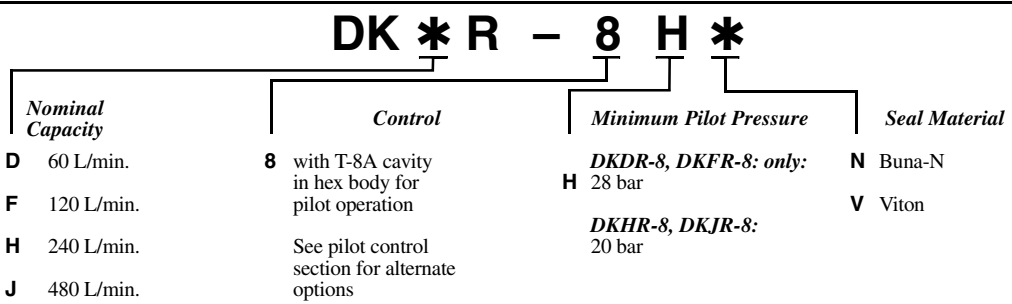 DK ✱ R – 8 H ✱
Nominal
Capacity
D 60 L/min.
F 120 L/min.
H 240 L/min.
J 480 L/min.
Control
8 with T-8A cavity
in hex body for
pilot operation
See pilot control
section for alternate
options
Minimum Pilot Pressure
DKDR-8, DKFR-8: only:
H 28 bar
DKHR-8, DKJR-8:
20 bar
Seal Material
N Buna-N
V Viton